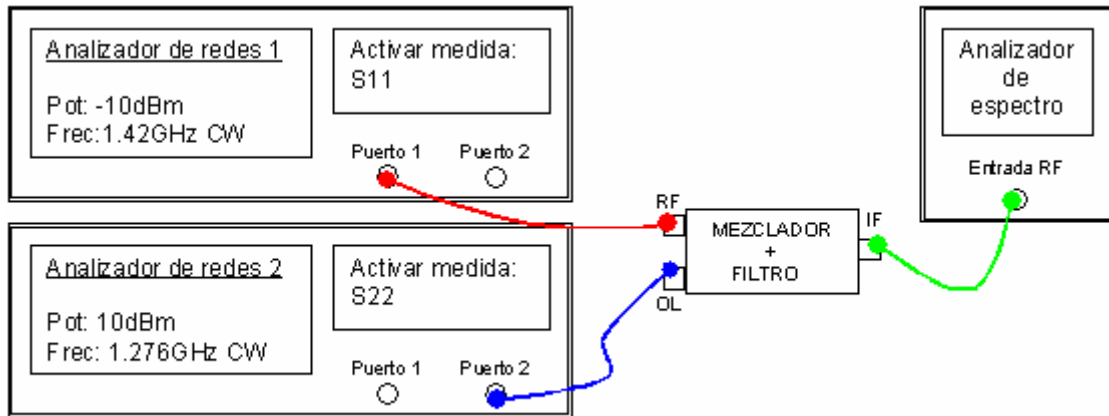 Analizador de redes 1
Pot: -10dBm
Frec:1.42GHz CW
Activar medida:
S11
Puerto 1
Puerto 2
Analizador de redes 2
Pot: 10dBm
Frec: 1.276GHz CW
Activar medida:
S22
Puerto 1
Puerto 2
RF
OL
MEZCLADOR
+
FILTRO
IF
Analizador
de
espectro
Entrada RF